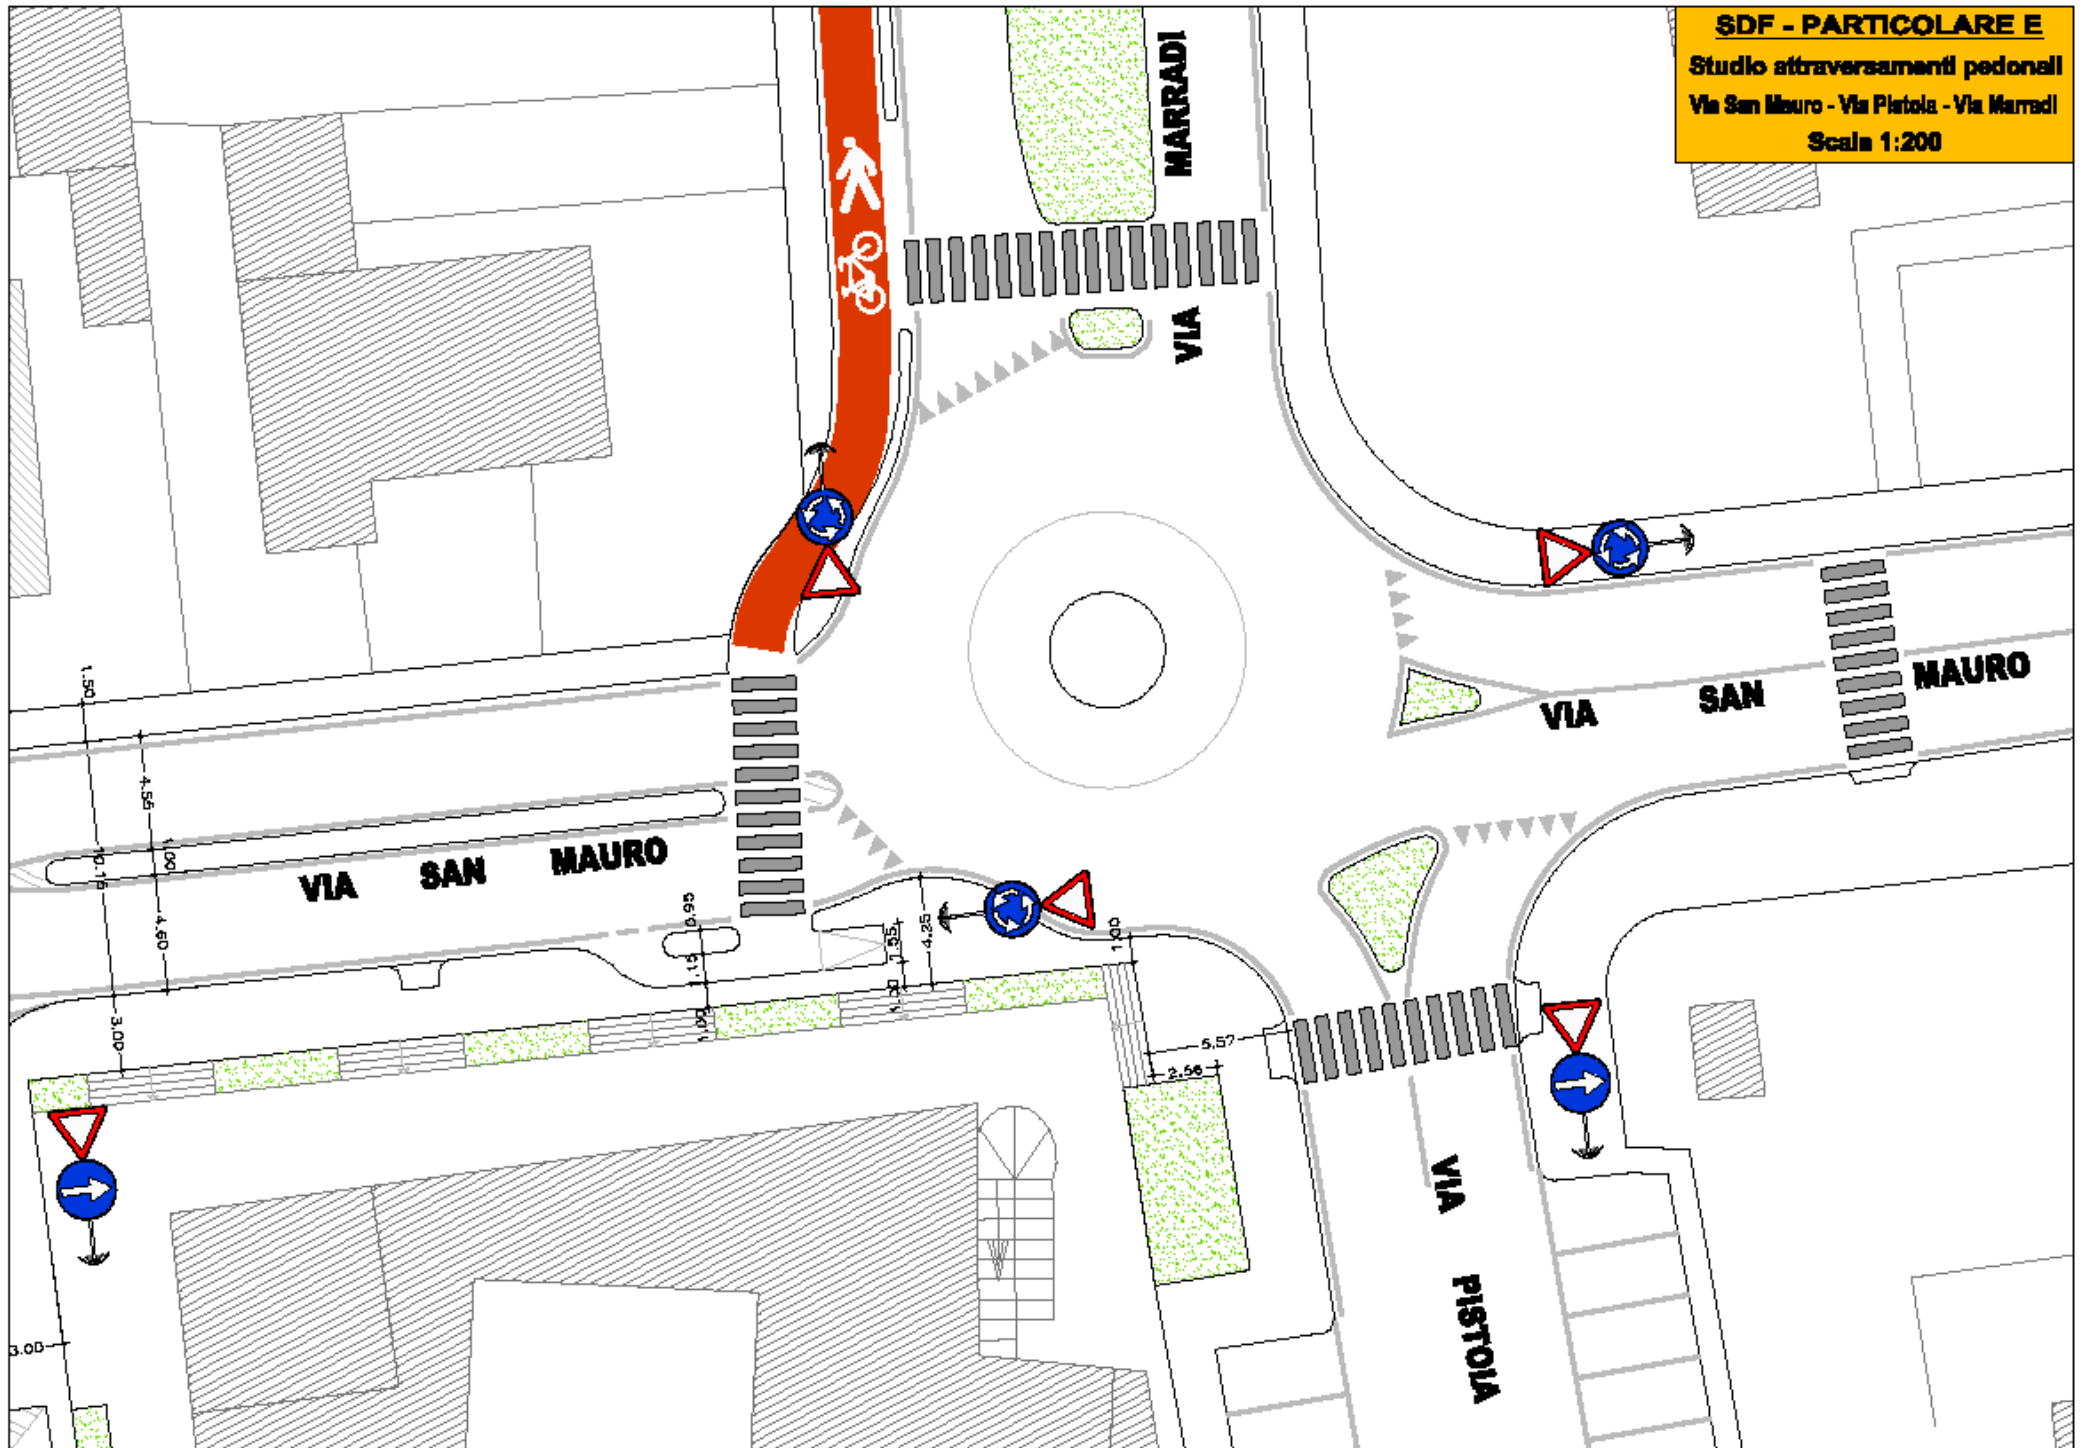 SDF - PARTICOLARE E
Studio attraversamenti pedonali
Via San Mauro - Via Pistoia - Via Marradi
Scala 1:200
VIA MARRADI
VIA SAN MAURO
VIA SAN MAURO
VIA PISTOIA
1.50
4.55
10.15
1.00
4.60
3.00
0.95
1.15
1.00
1.55
1.00
4.25
1.00
5.57
2.56
3.00